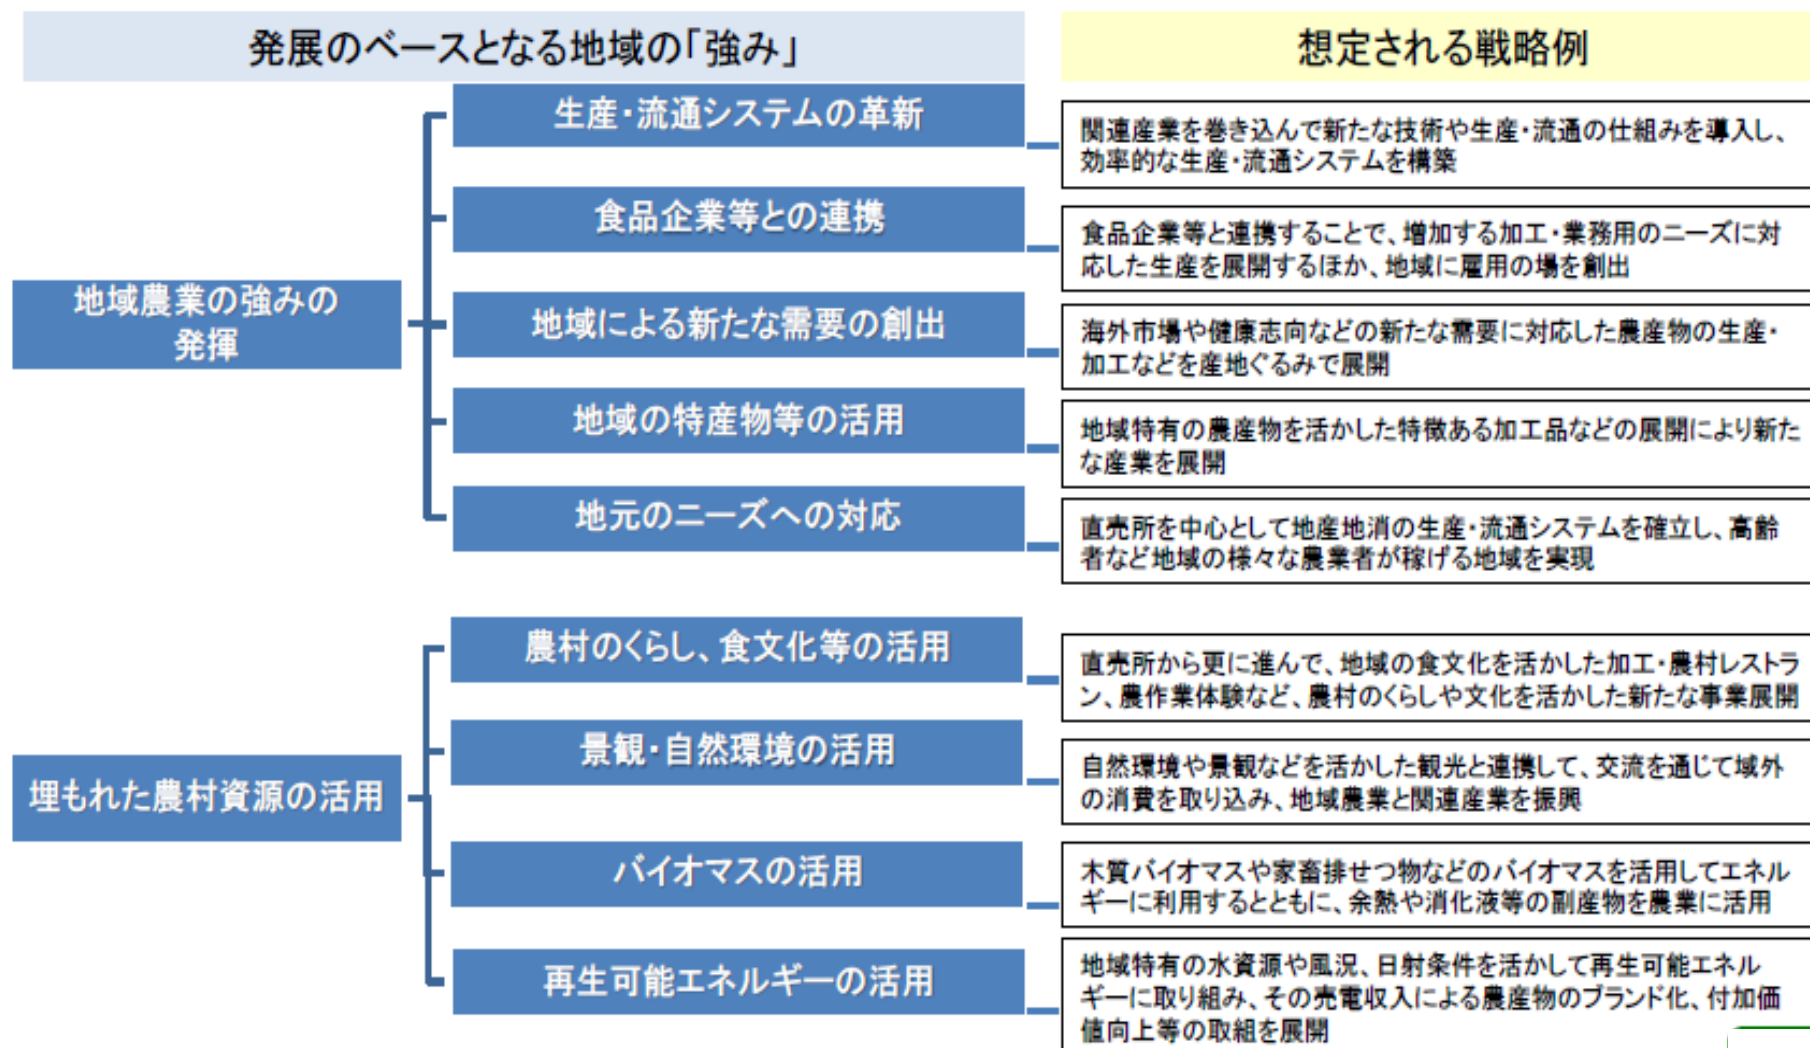 発展のベースとなる地域の「強み」
想定される戦略例
地域農業の強みの
発揮
生産・流通システムの革新
関連産業を巻き込んで新たな技術や生産・流通の仕組みを導入し、
効率的な生産・流通システムを構築
食品企業等との連携
食品企業等と連携することで、増加する加工・業務用のニーズに対
応した生産を展開するほか、地域に雇用の場を創出
地域による新たな需要の創出
海外市場や健康志向などの新たな需要に対応した農産物の生産・
加工などを産地ぐるみで展開
地域の特産物等の活用
地域特有の農産物を活かした特徴ある加工品などの展開により新た
な産業を展開
地元のニーズへの対応
直売所を中心として地産地消の生産・流通システムを確立し、高齢
者など地域の様々な農業者が稼げる地域を実現
埋もれた農村資源の活用
農村のくらし、食文化等の活用
直売所から更に進んで、地域の食文化を活かした加工・農村レストラ
ン、農作業体験など、農村のくらしや文化を活かした新たな事業展開
景観・自然環境の活用
自然環境や景観などを活かした観光と連携して、交流を通じて域外
の消費を取り込み、地域農業と関連産業を振興
バイオマスの活用
木質バイオマスや家畜排せつ物などのバイオマスを活用してエネル
ギーに利用するとともに、余熱や消化液等の副産物を農業に活用
再生可能エネルギーの活用
地域特有の水資源や風況、日射条件を活かして再生可能エネル
ギーに取り組み、その売電収入による農産物のブランド化、付加価
値向上等の取組を展開